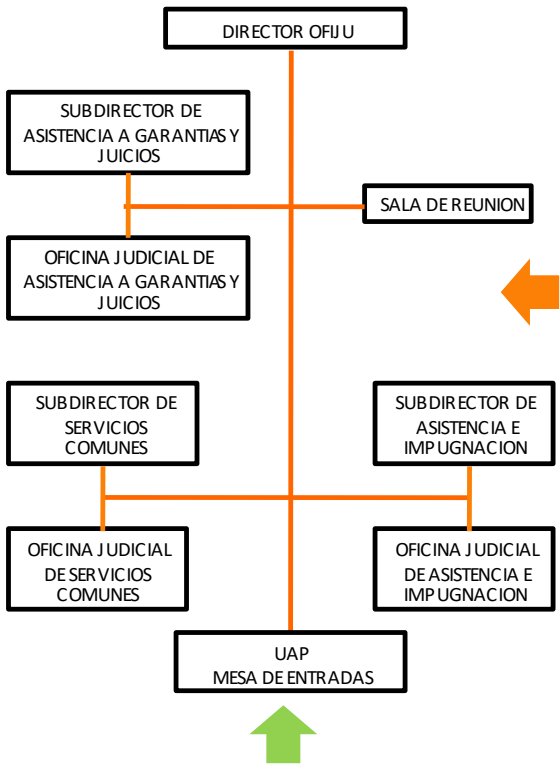 DIRECTOR OFIJU
SUBDIRECTOR DE
ASISTENCIA A GARANTIAS Y
JUICIOS
SALA DE REUNION
OFICINA JUDICIAL DE
ASISTENCIA A GARANTIAS Y
JUICIOS
SUBDIRECTOR DE
SERVICIOS
COMUNES
SUBDIRECTOR DE
ASISTENCIA E
IMPUGNACION
OFICINA JUDICIAL
DE SERVICIOS
COMUNES
OFICINA JUDICIAL
DE ASISTENCIA E
IMPUGNACION
UAP
MESA DE ENTRADAS